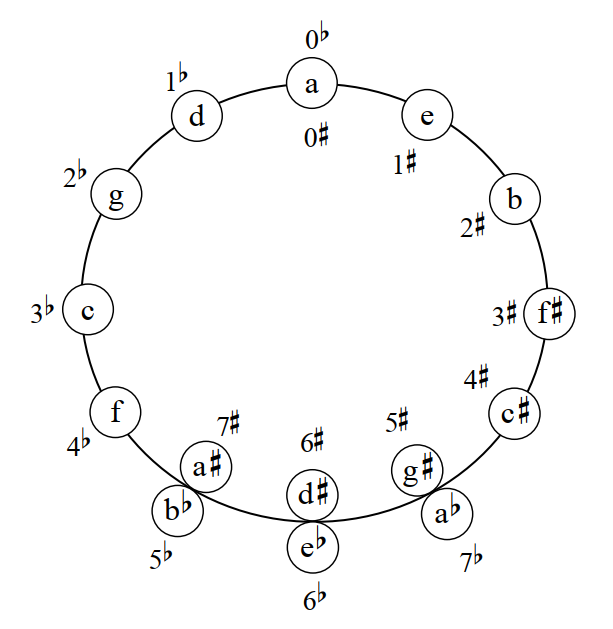 0♭
a
0♯
1♭
d
e
1♯
2♭
g
b
2♯
3♭
c
3♯
f♯
4♭
f
4♯
c♯
7♯
a♯
b♭
5♭
6♯
d♯
e♭
6♭
5♯
g♯
a♭
7♭